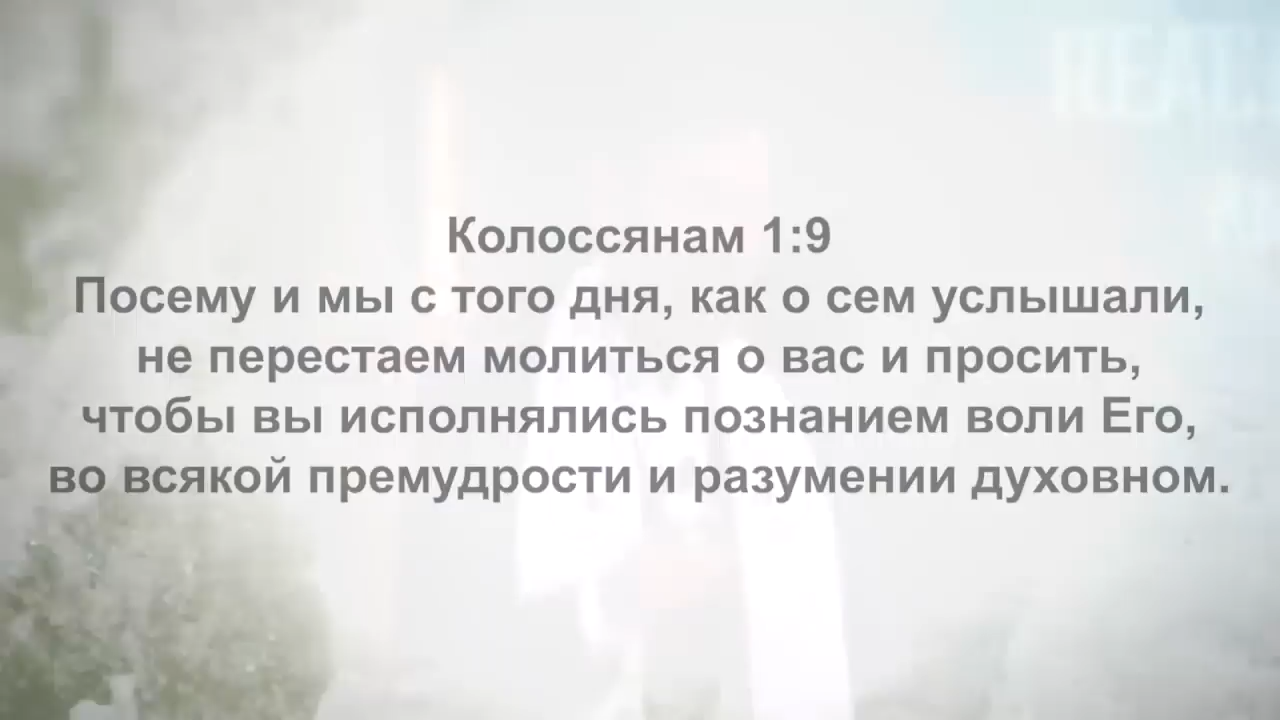 Колоссянам 1:9
Посему и мы с того дня, как о сем услышали,
не перестаем молиться о вас и просить,
чтобы вы исполнялись познанием воли Его,
во всякой премудрости и разумении духовном.